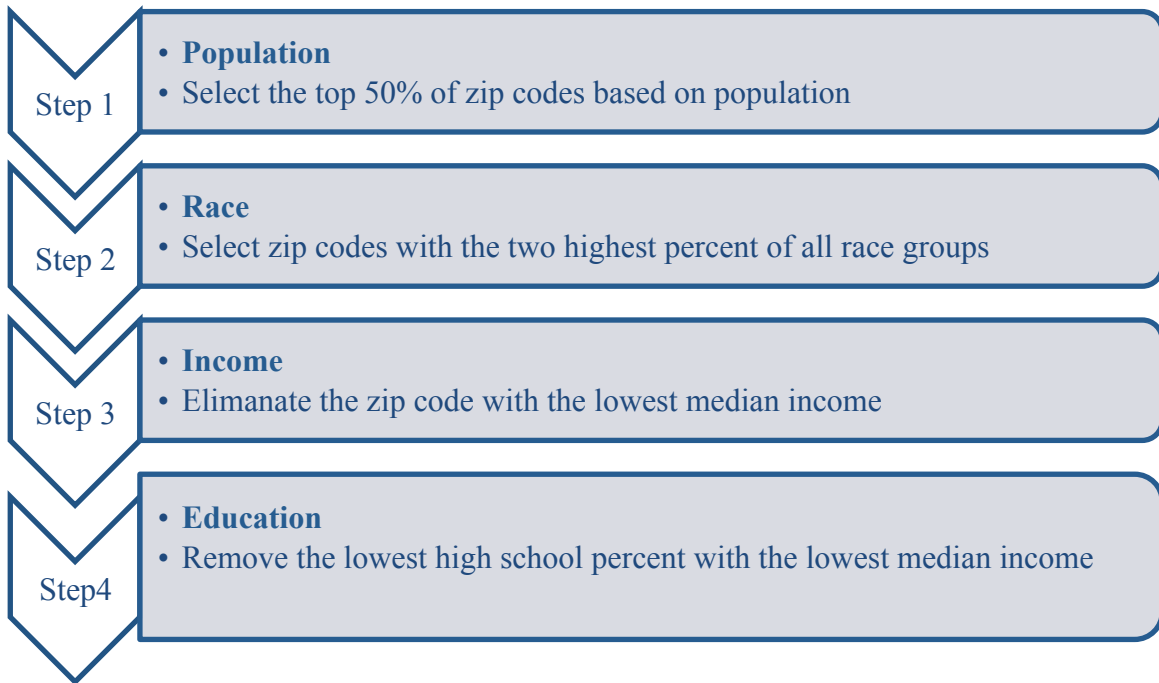 Step 1
• Population
• Select the top 50% of zip codes based on population
Step 2
• Race
• Select zip codes with the two highest percent of all race groups
Step 3
• Income
• Elimanate the zip code with the lowest median income
Step4
• Education
• Remove the lowest high school percent with the lowest median income